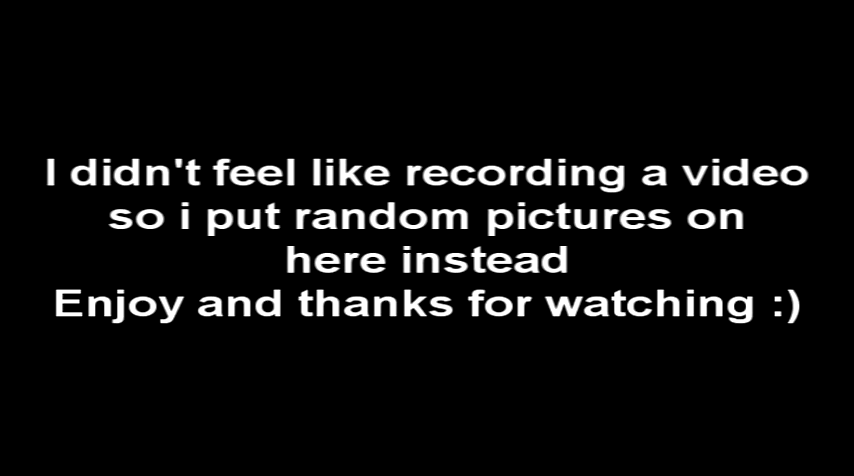 I didn't feel like recording a video
so i put random pictures on
here instead
Enjoy and thanks for watching :)